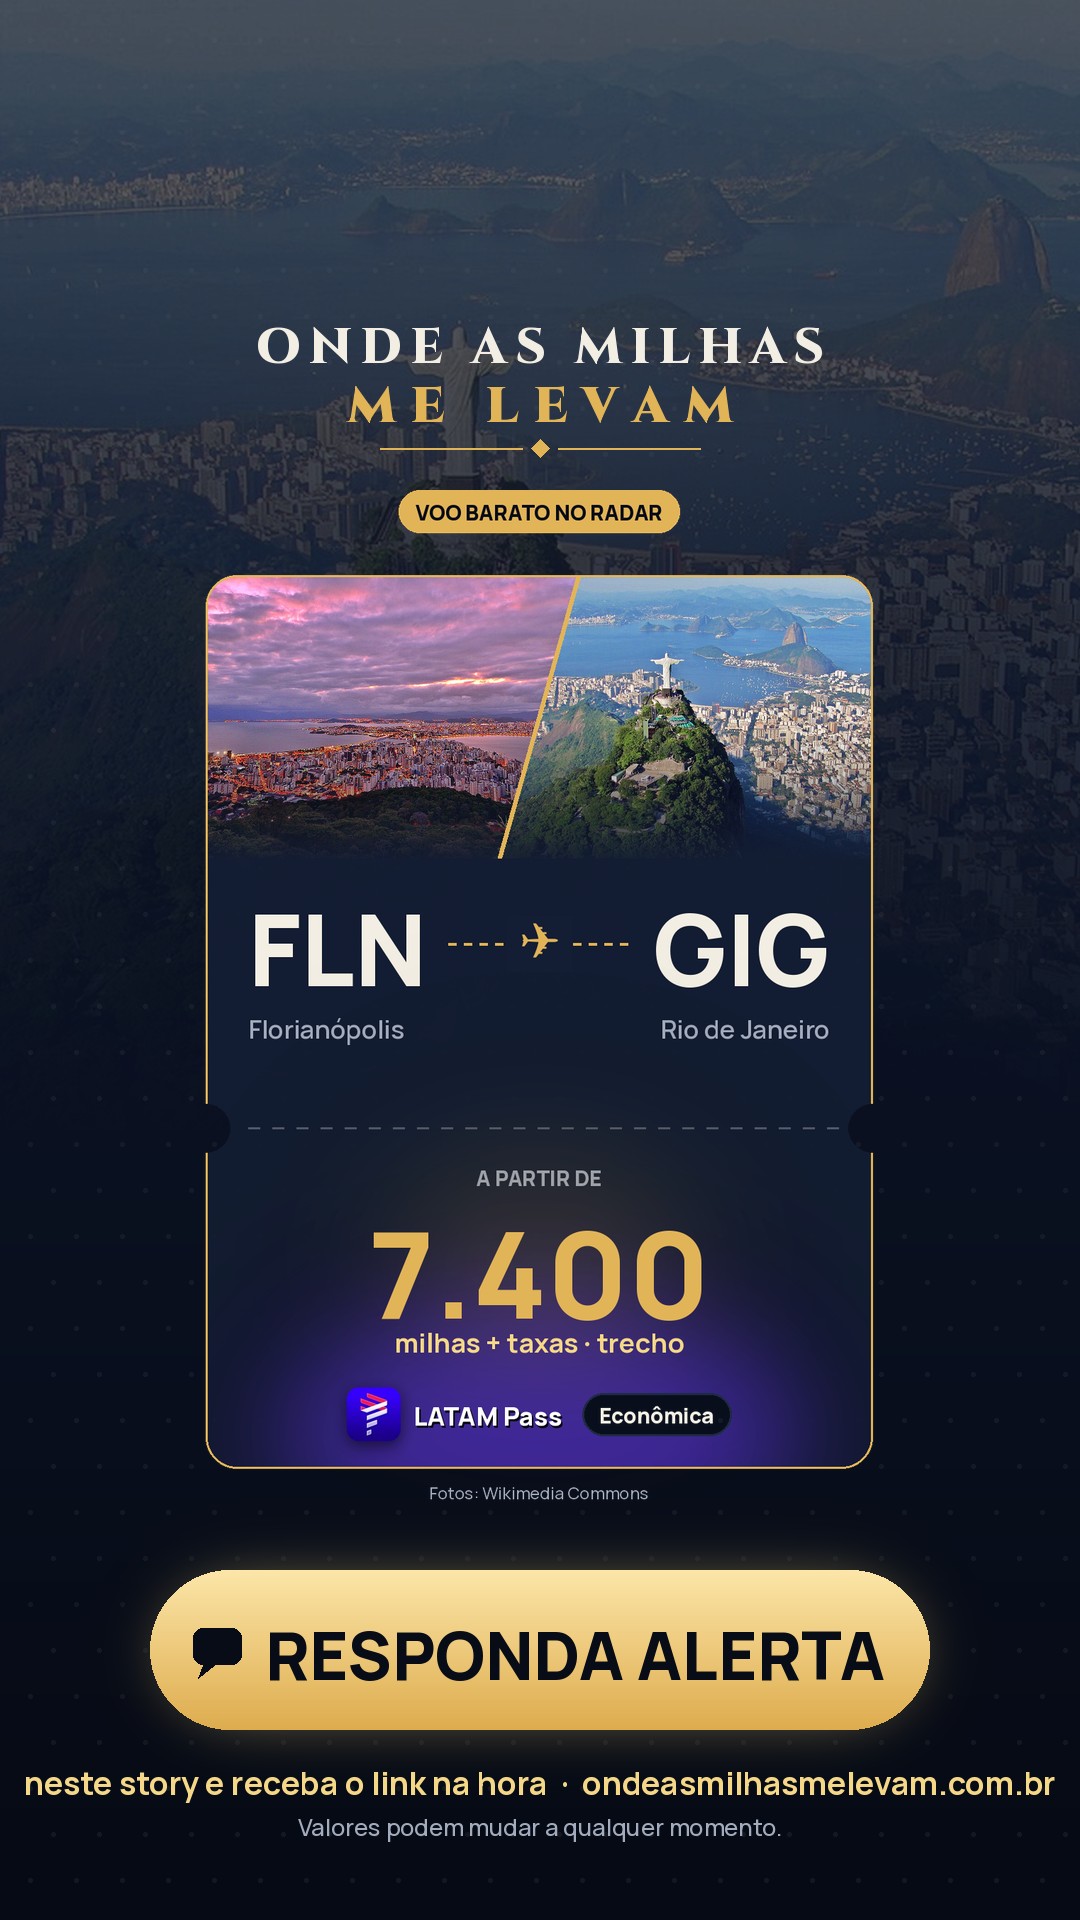 ONDE AS MILHAS
ME LEVAM
VOO BARATO NO RADAR
FLN GIG
Florianópolis Rio de Janeiro
A PARTIR DE
7.400
milhas + taxas · trecho
LATAM Pass Econômica
Fotos: Wikimedia Commons
RESPONDA ALERTA
neste story e receba o link na hora · ondeasmilhasmelevam.com.br
Valores podem mudar a qualquer momento.